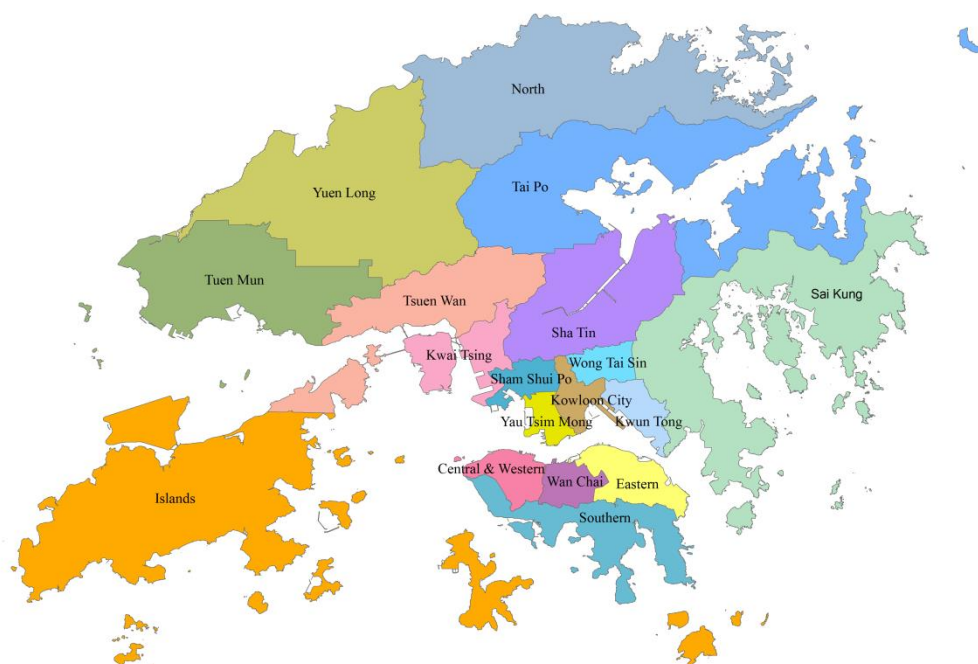 North
Tai Po
Yuen Long
Tuen Mun
Sai Kung
Tsuen Wan
Sha Tin
Kwai Tsing
Wong Tai Sin
Sham Shui Po
Kowloon City
Yau Tsim Mong
Kwun Tong
Central & Western
Wan Chai
Eastern
Islands
Southern